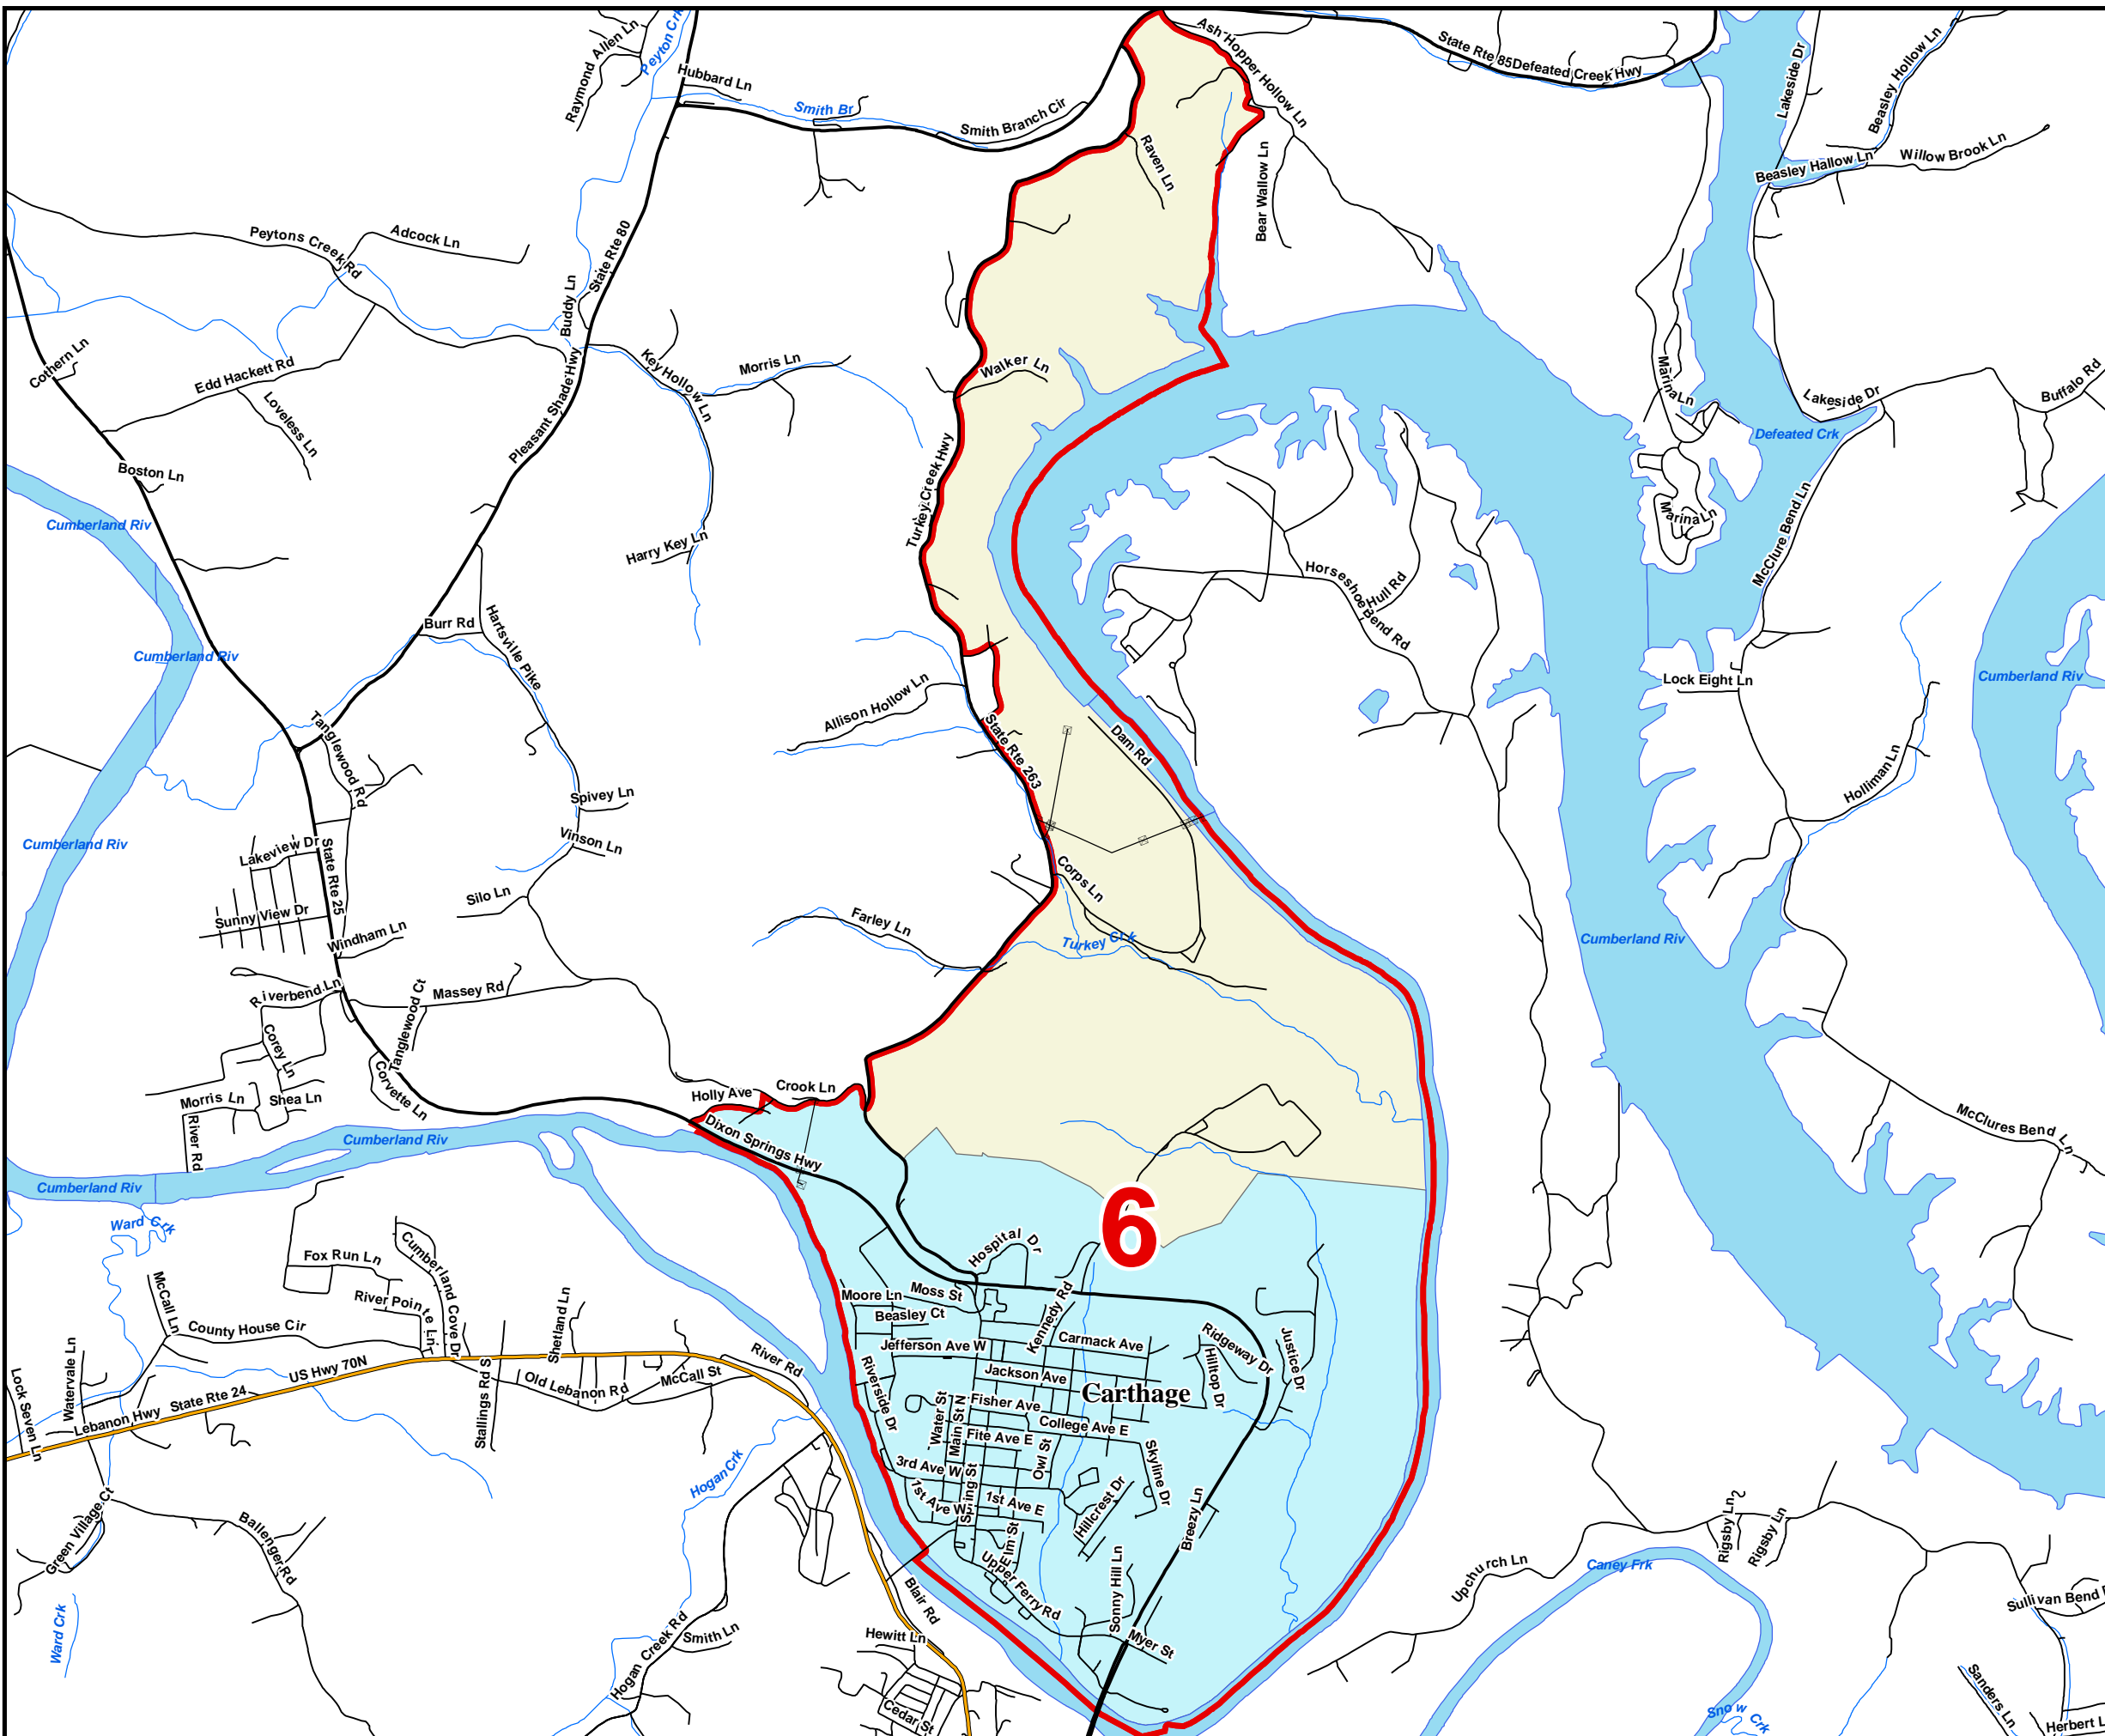 Raymond Allen Ln
Peyton Crk
Hubbard Ln
Smith Br
Smith Branch Cir
Ash Hopper Hollow Ln
State Rte 85
Defeated Creek Hwy
Lakeside Dr
Beasley Hollow Ln
Beasley Hallow Ln
Willow Brook Ln
Raven Ln
Bear Wallow Ln
Peytons Creek Rd
Adcock Ln
State Rte 80
Buddy Ln
Cothern Ln
Edd Hackett Rd
Loveless Ln
Pleasant Shade Hwy
Key Hollow Ln
Morris Ln
Walker Ln
Marina Ln
Lakeside Dr
Buffalo Rd
Defeated Crk
Boston Ln
Turkey Creek Hwy
Cumberland Riv
Harry Key Ln
Marina Ln
McClure Bend Ln
Horseshoe Bend Rd
Hull Rd
Burr Rd
Hartsville Pike
Cumberland Riv
Lock Eight Ln
Cumberland Riv
Allison Hollow Ln
State Rte 263
Dam Rd
Tanglewood Rd
Holliman Ln
Spivey Ln
Vinson Ln
Cumberland Riv
Lakeview Dr
State Rte 25
Corps Ln
Silo Ln
Sunny View Dr
Windham Ln
Farley Ln
Turkey Crk
Cumberland Riv
Riverbend Ln
Massey Rd
Tanglewood Ct
Corey Ln
Corvette Ln
Holly Ave
Crook Ln
Morris Ln
Shea Ln
River Rd
Dixon Springs Hwy
Cumberland Riv
McClures Bend Ln
Cumberland Riv
Ward Crk
6
Fox Run Ln
Cumberland Cove Dr
Hospital Dr
McCall Ln
River Pointe Ln
Shetland Ln
Moore Ln
Moss St
Beasley Ct
Kennedy Rd
County House Cir
Jefferson Ave W
Carmack Ave
Ridgeway Dr
Justice Dr
Hilltop Dr
Watervale Ln
Lock Seven Ln
US Hwy 70N
State Rte 24
Lebanon Hwy
Stallings Rd S
Old Lebanon Rd
McCall St
River Rd
Riverside Dr
Jackson Ave
Carthage
Water St
Main St N
Fisher Ave
College Ave E
Fite Ave E
Owl St
Skyline Dr
3rd Ave W
1st Ave W
Spring St
1st Ave E
Hillcrest Dr
Breezy Ln
Hogan Crk
Green Village Ct
Ballenger Rd
Elm St
Upper Ferry Rd
Sonny Hill Ln
Myer St
Upchurch Ln
Rigsby Ln
Rigsby Ln
Caney Frk
Sullivan Bend
Ward Crk
Blair Rd
Hewitt Ln
Smith Ln
Hogan Creek Rd
Cedar St
Snow Crk
Sanders Ln
Herbert L